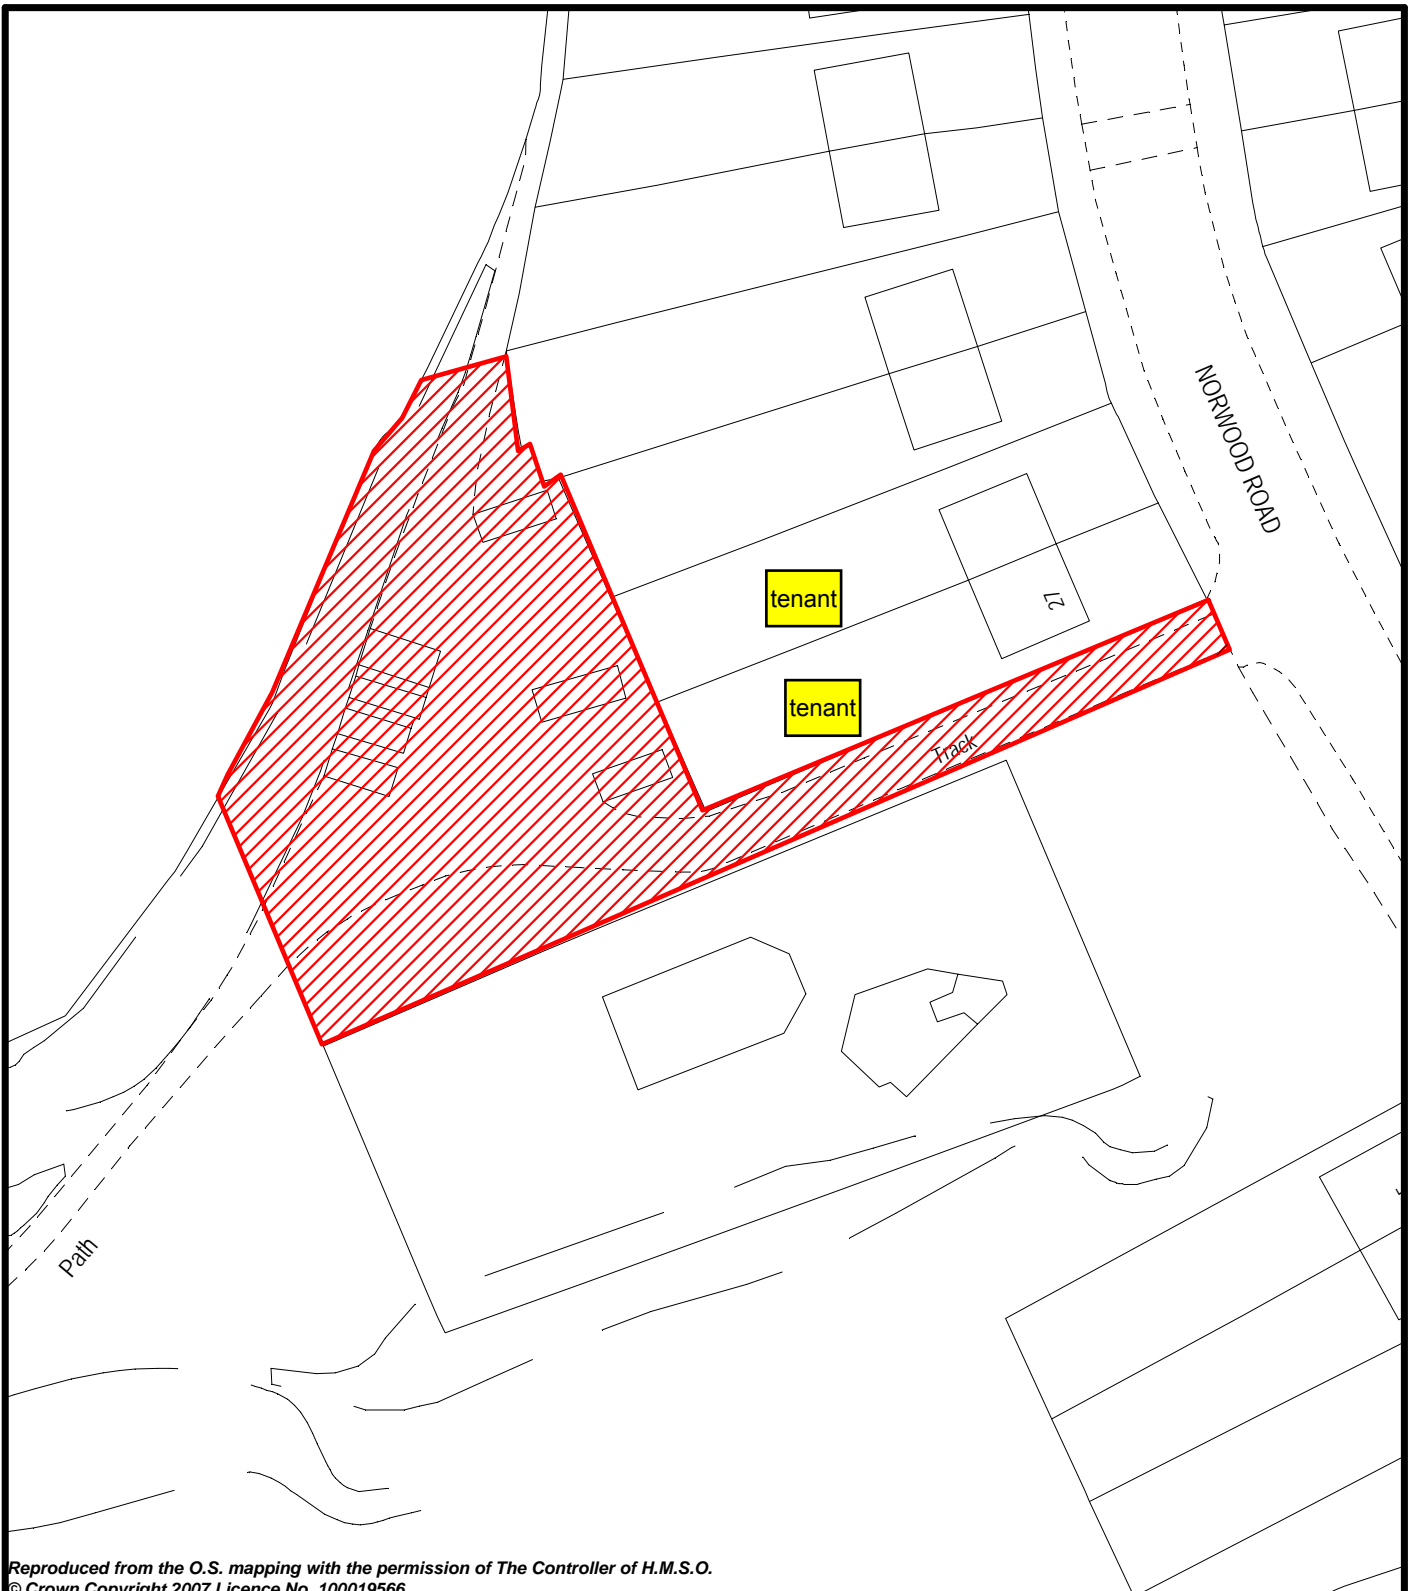 NORWOOD ROAD
tenant
27
tenant
Track
Path
Reproduced from the O.S. mapping with the permission of The Controller of H.M.S.O.
© Crown Copyright 2007 Licence No. 100019566